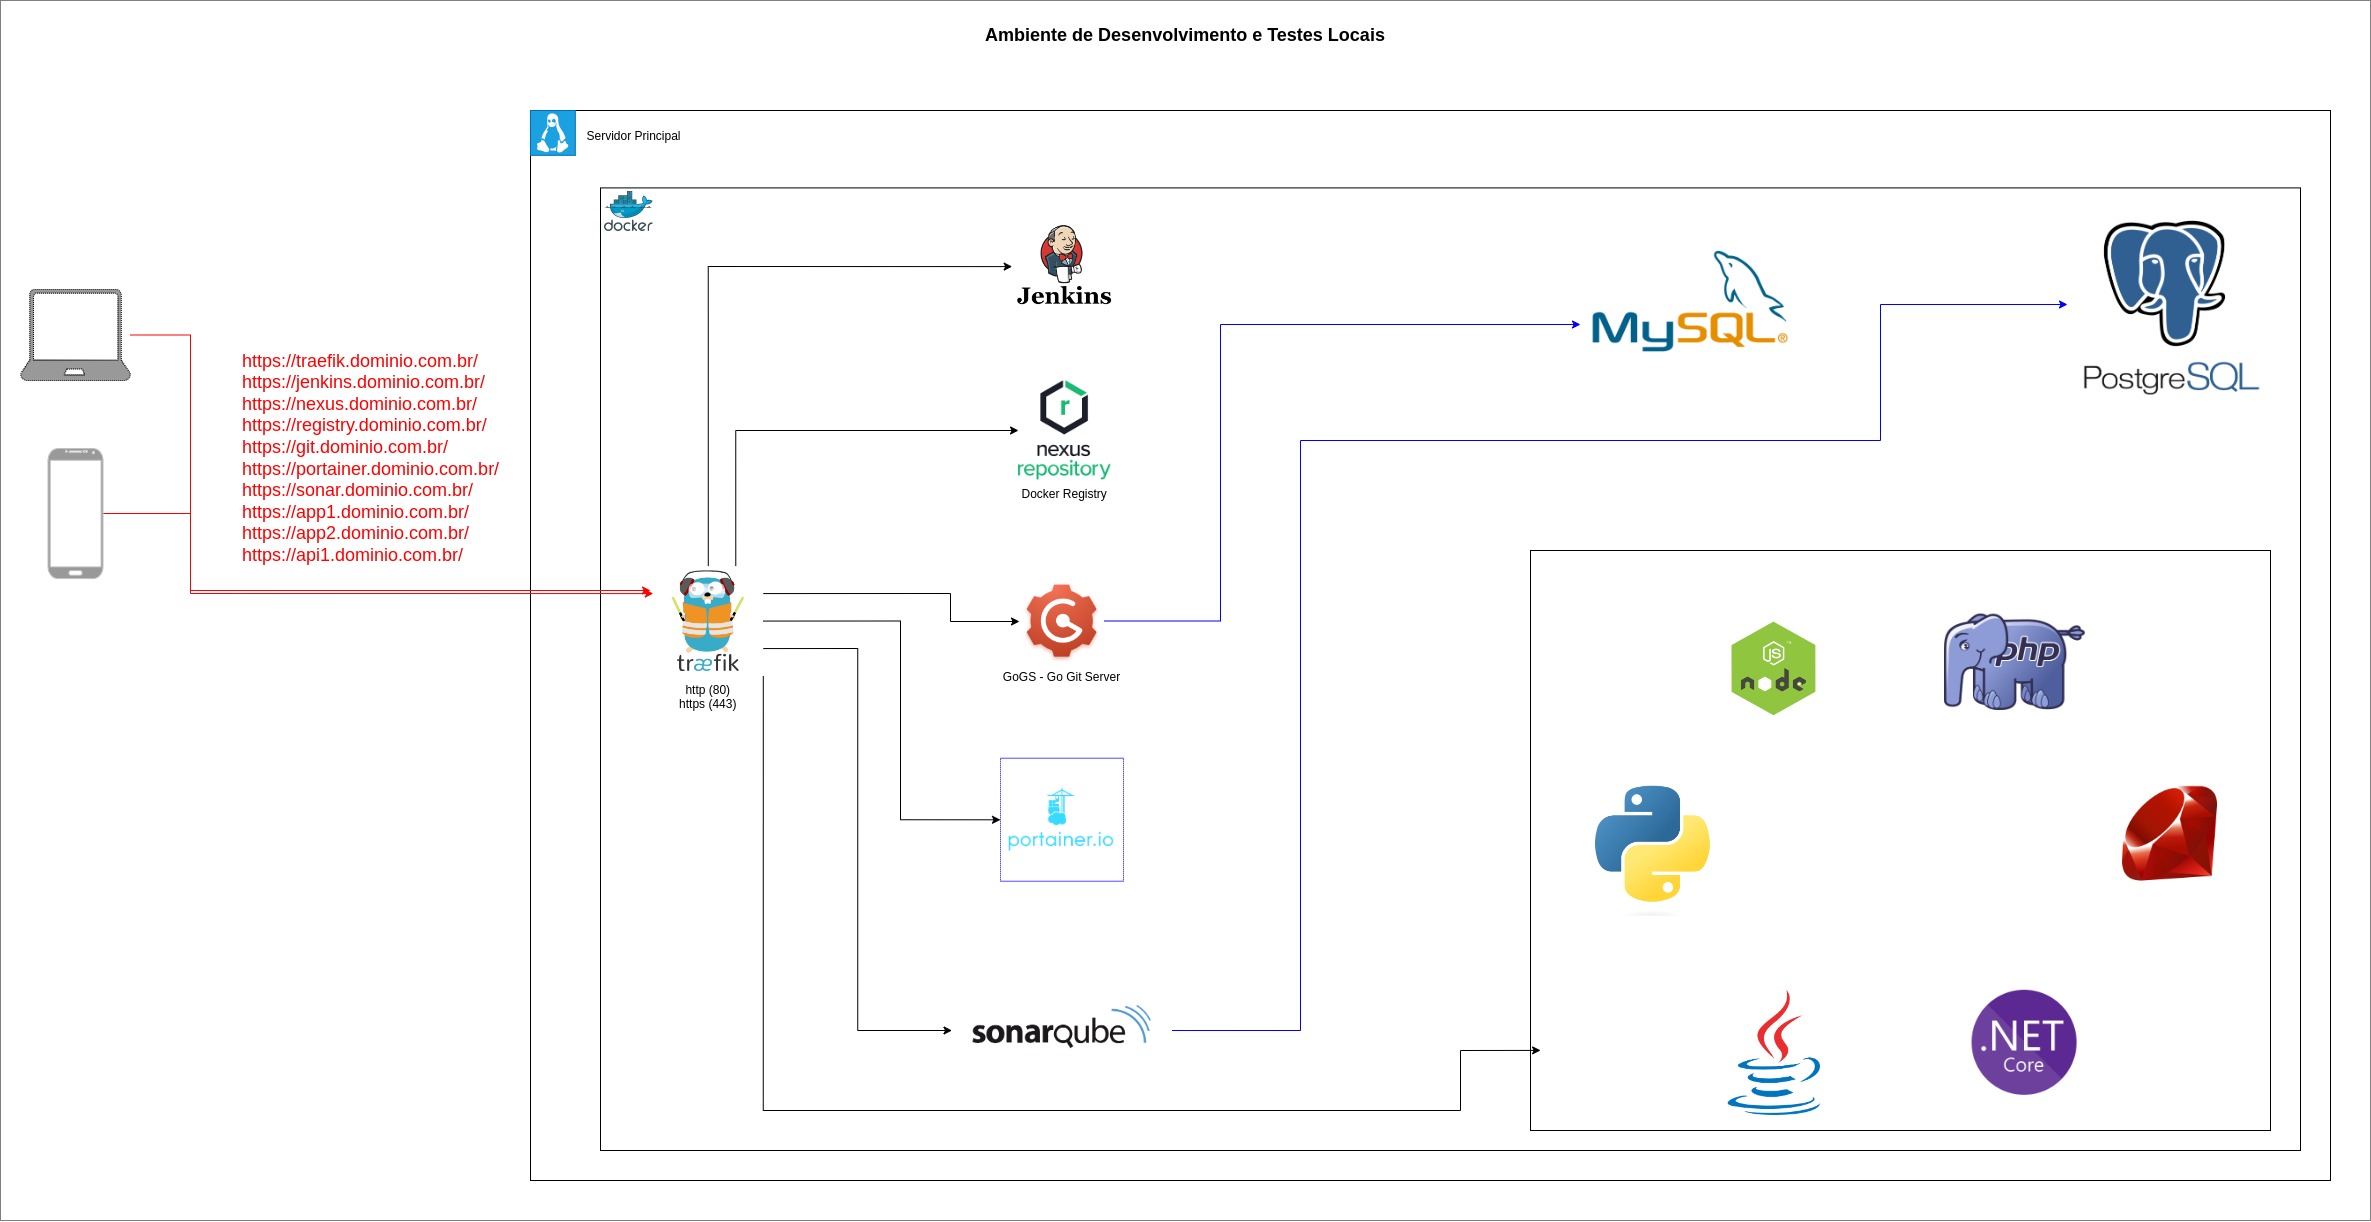 Ambiente de Desenvolvimento e Testes Locais
Servidor Principal
docker
Jenkins
MySQL®
PostgreSQL
https://traefik.dominio.com.br/
https://jenkins.dominio.com.br/
https://nexus.dominio.com.br/
https://registry.dominio.com.br/
https://git.dominio.com.br/
https://portainer.dominio.com.br/
https://sonar.dominio.com.br/
https://app1.dominio.com.br/
https://app2.dominio.com.br/
https://api1.dominio.com.br/
r
nexus
repository
Docker Registry
træfik
http (80)
https (443)
GoGS - Go Git Server
JS
node
php
portainer.io
sonarqube
.NET
Core